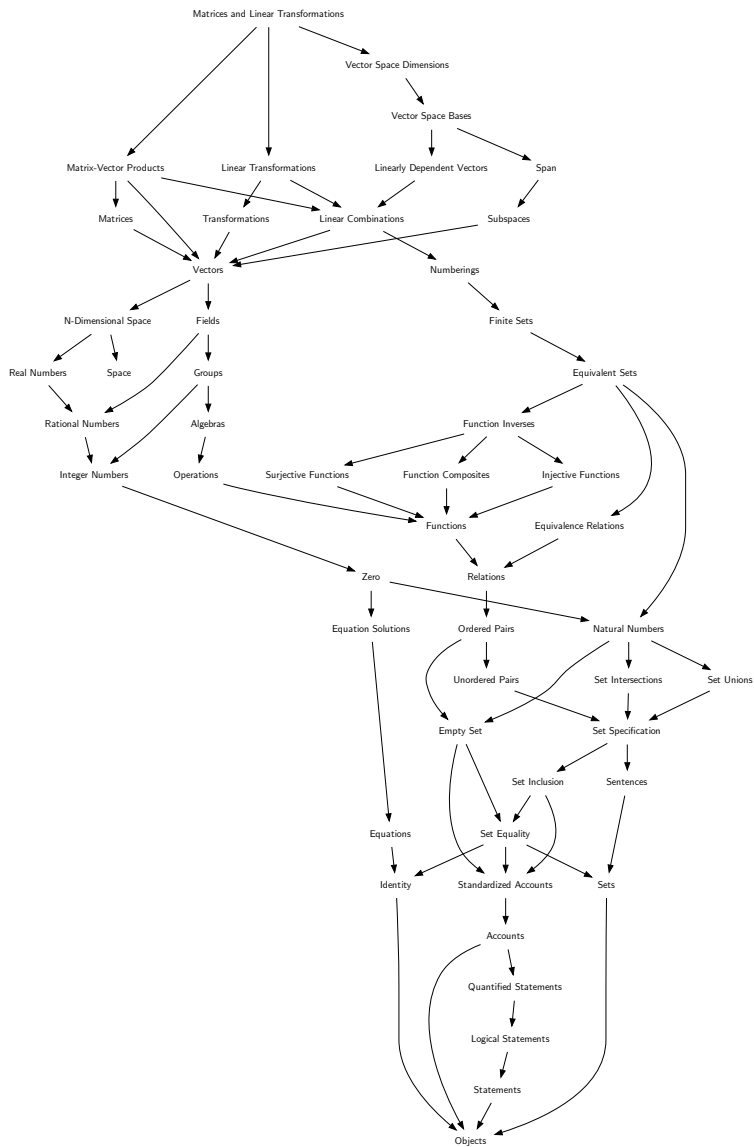 Matrices and Linear Transformations
Vector Space Dimensions
Vector Space Bases
Matrix-Vector Products
Linear Transformations
Linearly Dependent Vectors
Span
Matrices
Transformations
Linear Combinations
Subspaces
Vectors
Numberings
N-Dimensional Space
Fields
Finite Sets
Real Numbers
Space
Groups
Equivalent Sets
Rational Numbers
Algebras
Function Inverses
Integer Numbers
Operations
Surjective Functions
Function Composites
Injective Functions
Functions
Equivalence Relations
Zero
Relations
Equation Solutions
Ordered Pairs
Natural Numbers
Unordered Pairs
Set Intersections
Set Unions
Empty Set
Set Specification
Set Inclusion
Sentences
Equations
Set Equality
Identity
Standardized Accounts
Sets
Accounts
Quantified Statements
Logical Statements
Statements
Objects